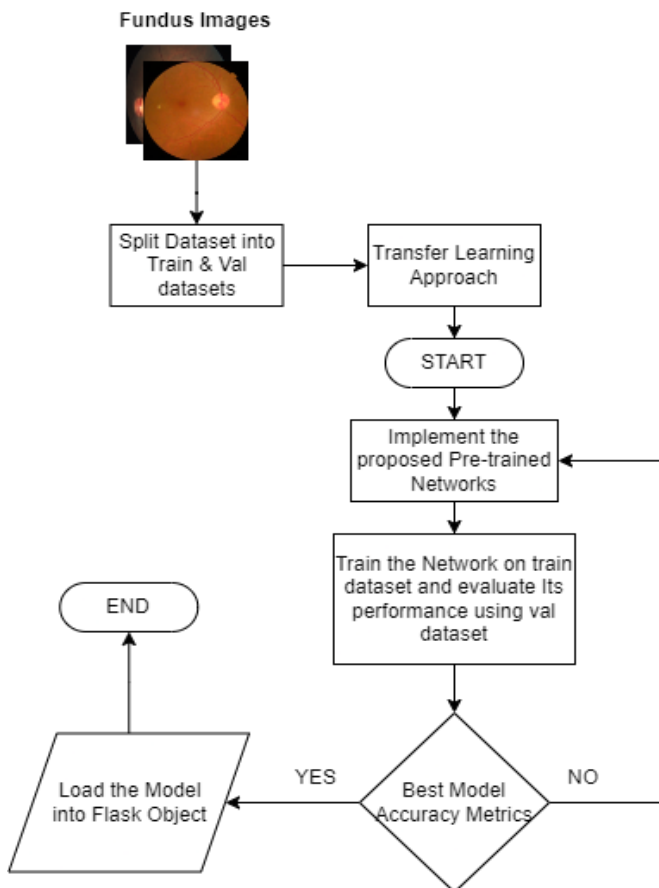 Fundus Images
Split Dataset into
Train & Val
datasets
Transfer Learning
Approach
START
Implement the
proposed Pre-trained
Networks
Train the Network on train
dataset and evaluate Its
performance using val
dataset
END
Load the Model
into Flask Object
YES
Best Model
Accuracy Metrics
NO